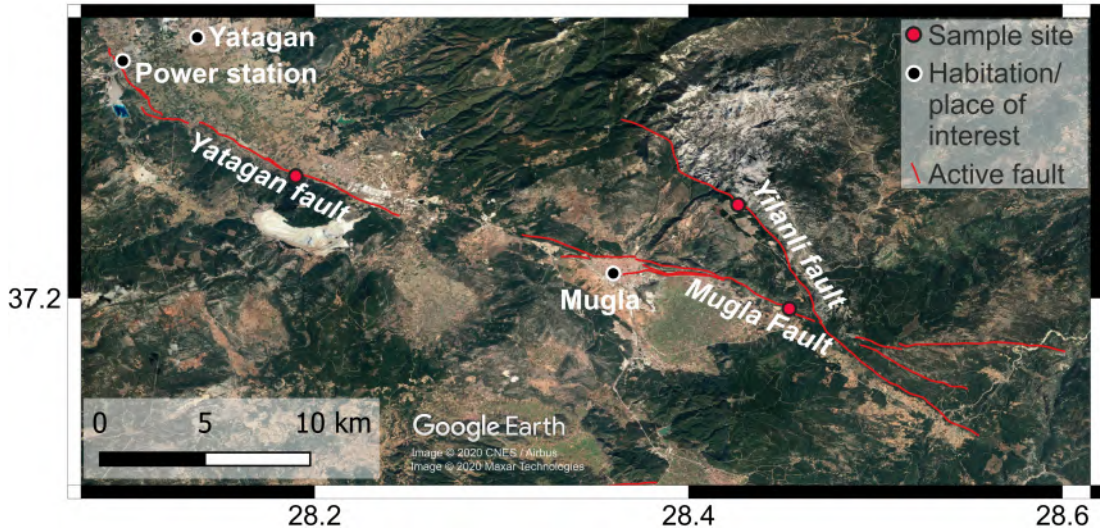 Yatagan
Power station
Yatagan fault
Yilanli fault
Mugla
Mugla Fault
Sample site
Habitation/
place of
interest
Active fault
37.2
0 5 10 km
Google Earth
Image © 2020 CNES / Airbus
Image © 2020 Maxar Technologies
28.2 28.4 28.6